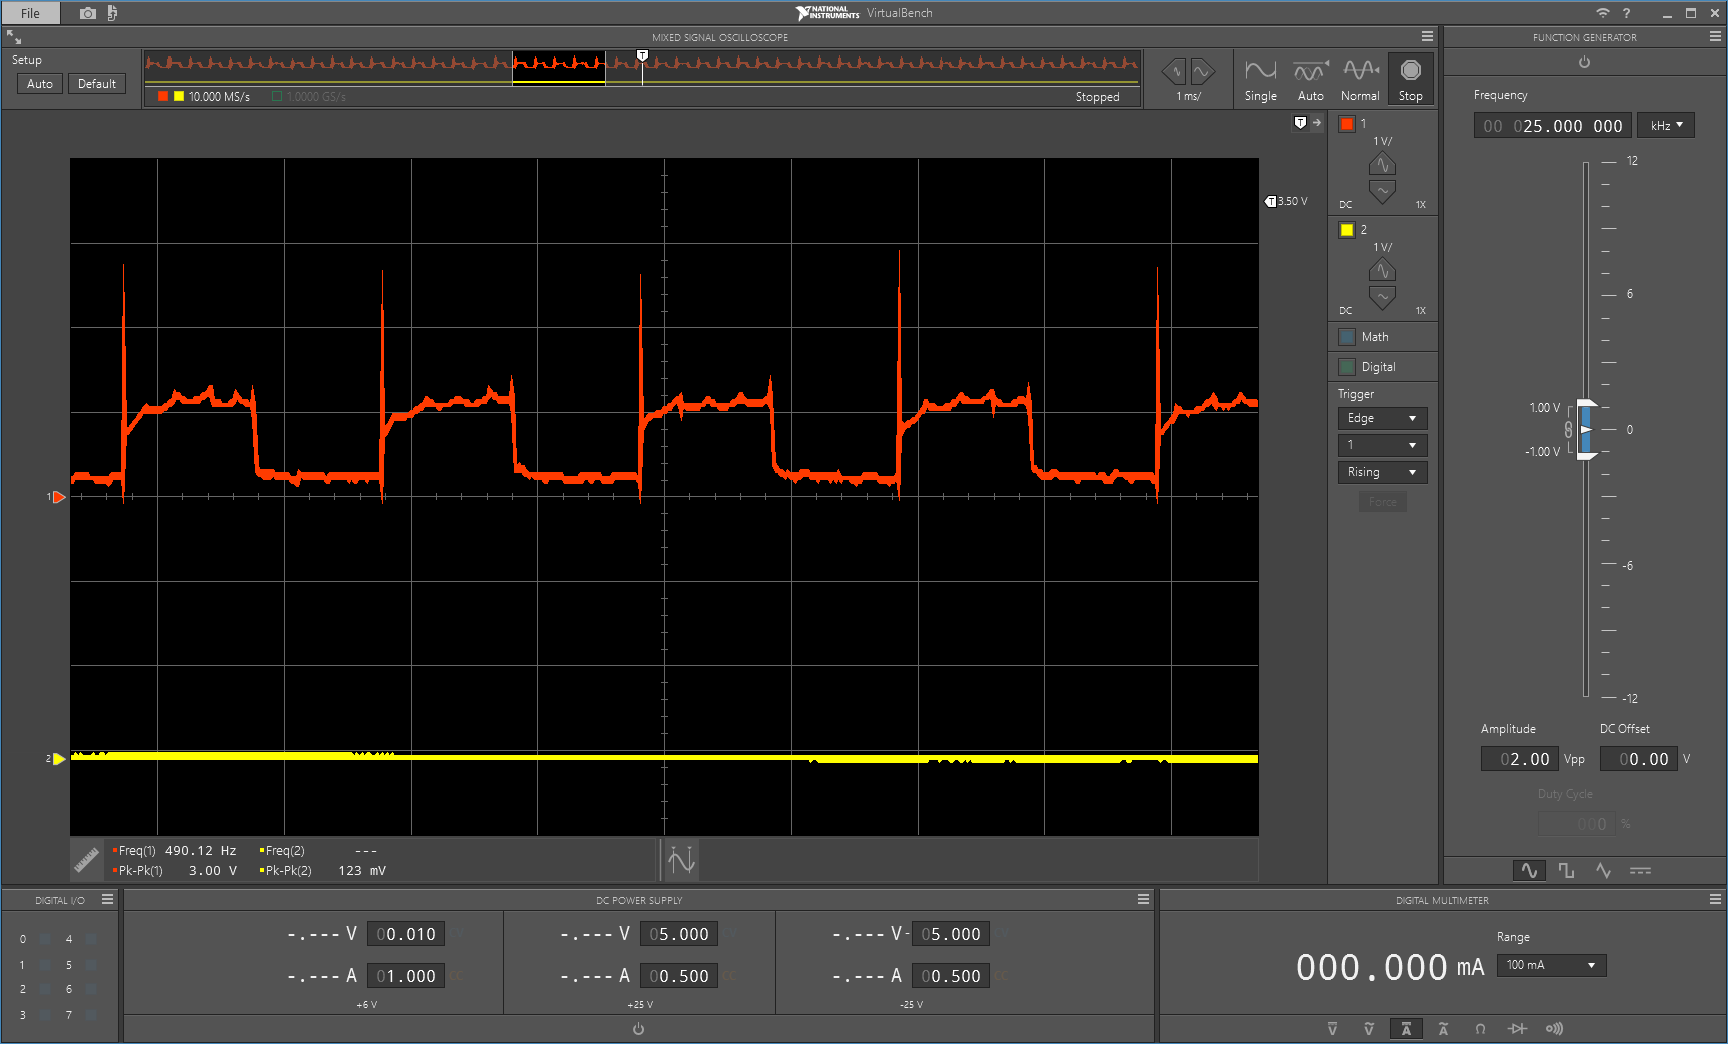 File
NATIONAL INSTRUMENTS VirtualBench
?
MIXED SIGNAL OSCILLOSCOPE
FUNCTION GENERATOR
Setup
Auto Default
T
10.000 MS/s 1.0000 GS/s Stopped
1 ms/
Single Auto Normal Stop
Frequency
00 025.000 000 kHz
T
T 3.50 V
1
1 V/
DC 1X
2
1 V/
DC 1X
Math
Digital
Trigger
Edge
1
Rising
Force
12
6
1.00 V
0
-1.00 V
-6
-12
1
2
Amplitude DC Offset
02.00 Vpp 00.00 V
Duty Cycle
000 %
Freq(1) 490.12 Hz Freq(2) ---
Pk-Pk(1) 3.00 V Pk-Pk(2) 123 mV
DIGITAL I/O
0 4
1 5
2 6
3 7
DC POWER SUPPLY
-.--- V 00.010 CV -.--- V 05.000 CV -.--- V - 05.000 CV
-.--- A 01.000 CC -.--- A 00.500 CC -.--- A 00.500 CC
+6 V +25 V -25 V
DIGITAL MULTIMETER
Range
000.000 mA 100 mA
V V A A Ω